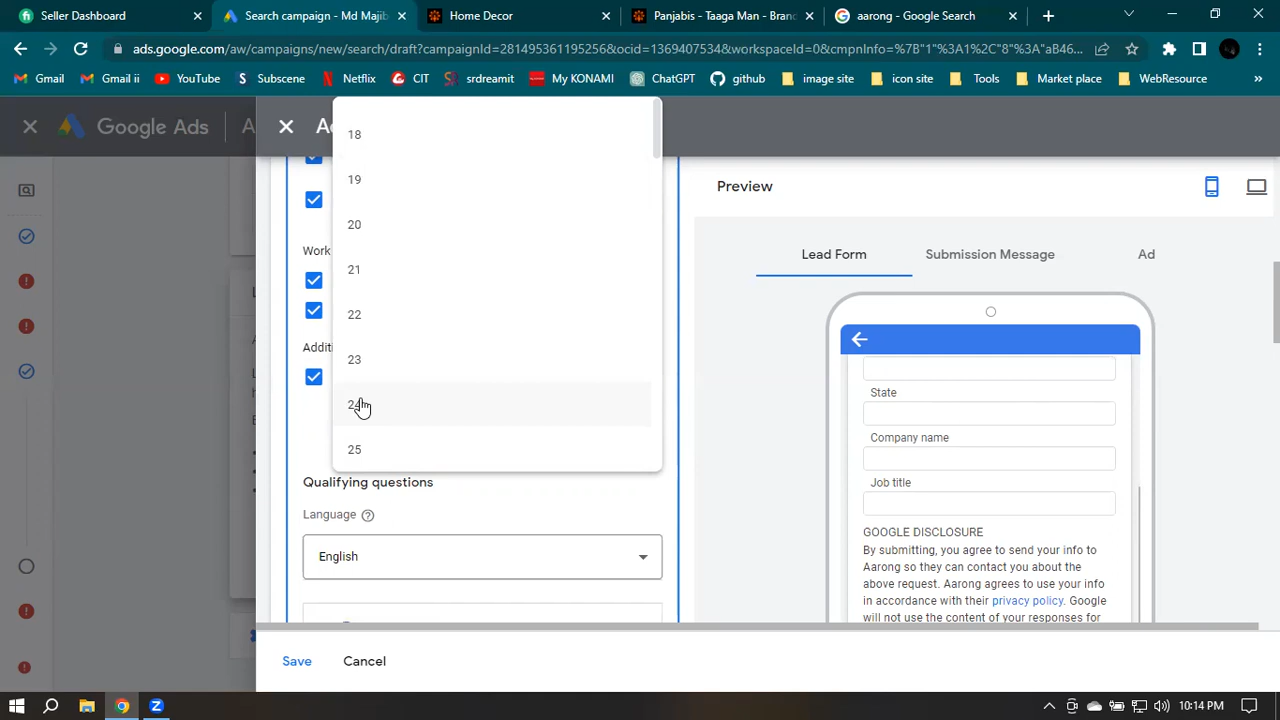 Seller Dashboard
Search campaign - Md Majib
Home Decor
Panjabis - Taaga Man - Bran
aarong - Google Search
ads.google.com/aw/campaigns/new/search/draft?campaignId=281495361195256&ocid=13694075534&workspaceId=0&cmpnInfo=%7B"1"%3A1%2C"8"%3A"aB46...
Gmail
Gmail ii
YouTube
Subscene
Netflix
CIT
srdreamit
My KONAMI
ChatGPT
github
image site
icon site
Tools
Market place
WebResource
Google Ads
18
19
20
21
22
23
24
25
Work
Additi
Qualifying questions
Language
English
Save
Cancel
Preview
Lead Form
Submission Message
Ad
State
Company name
Job title
GOOGLE DISCLOSURE
By submitting, you agree to send your info to
Aarong so they can contact you about the
above request. Aarong agrees to use your info
in accordance with their privacy policy. Google
will not use the content of your responses for
10:14 PM